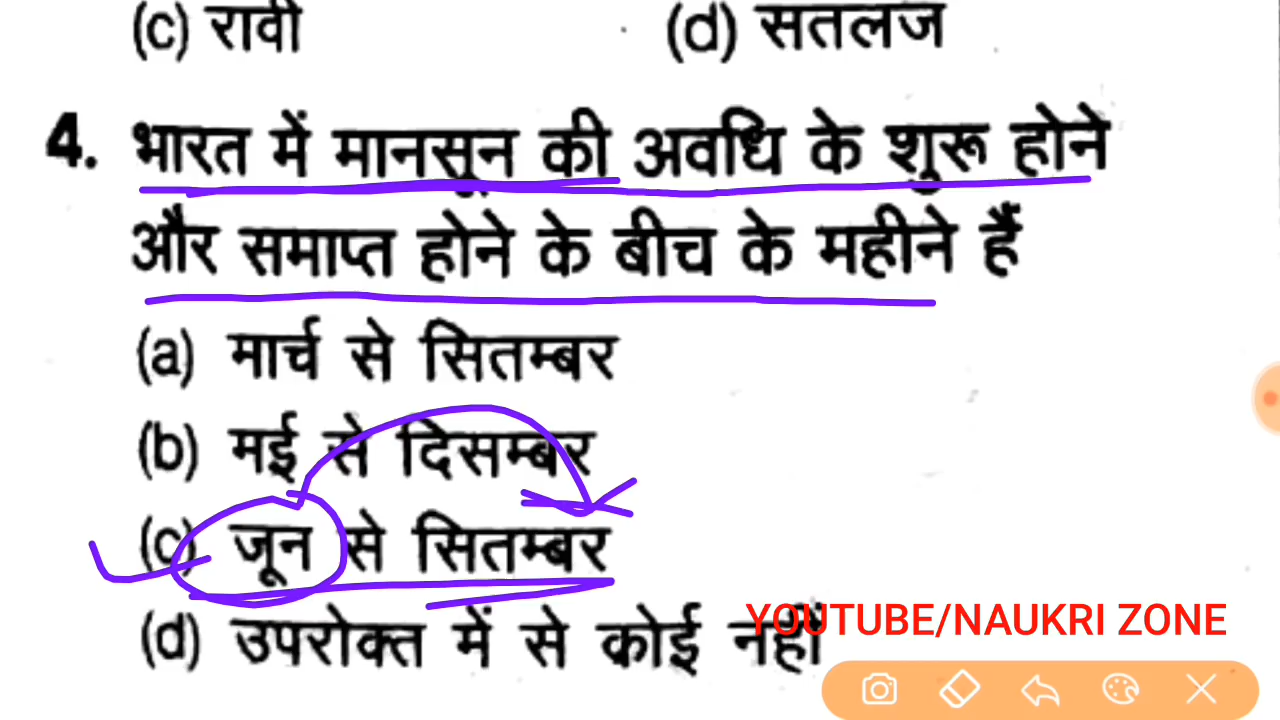 (c) रावी (d) सतलज
4. भारत में मानसून की अवधि के शुरू होने
और समाप्त होने के बीच के महीने हैं
(a) मार्च से सितम्बर
(b) मई से दिसम्बर
(c) जून से सितम्बर
(d) उपरोक्त में से कोई नहीं
YOUTUBE/NAUKRI ZONE